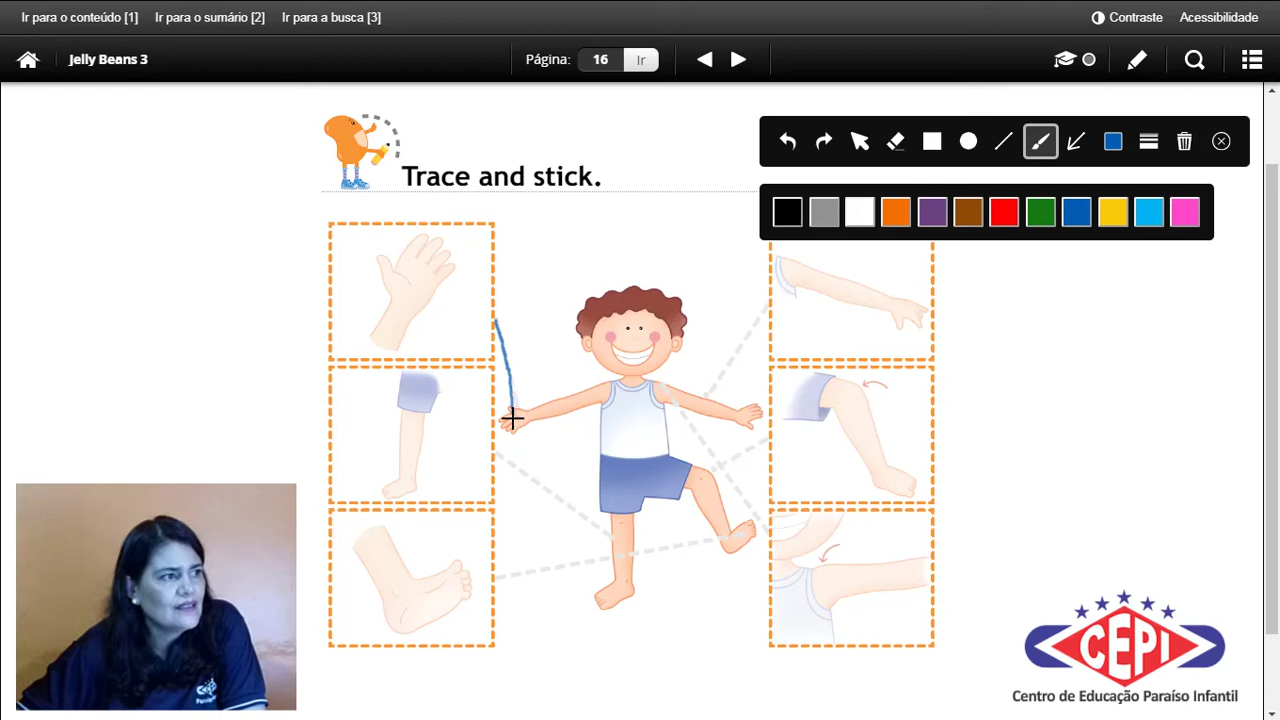 Ir para o conteúdo [1] Ir para o sumário [2] Ir para a busca [3] Contraste Acessibilidade
Jelly Beans 3 Página: 16 Ir
Trace and stick.
CEPI
Centro de Educação Paraíso Infantil